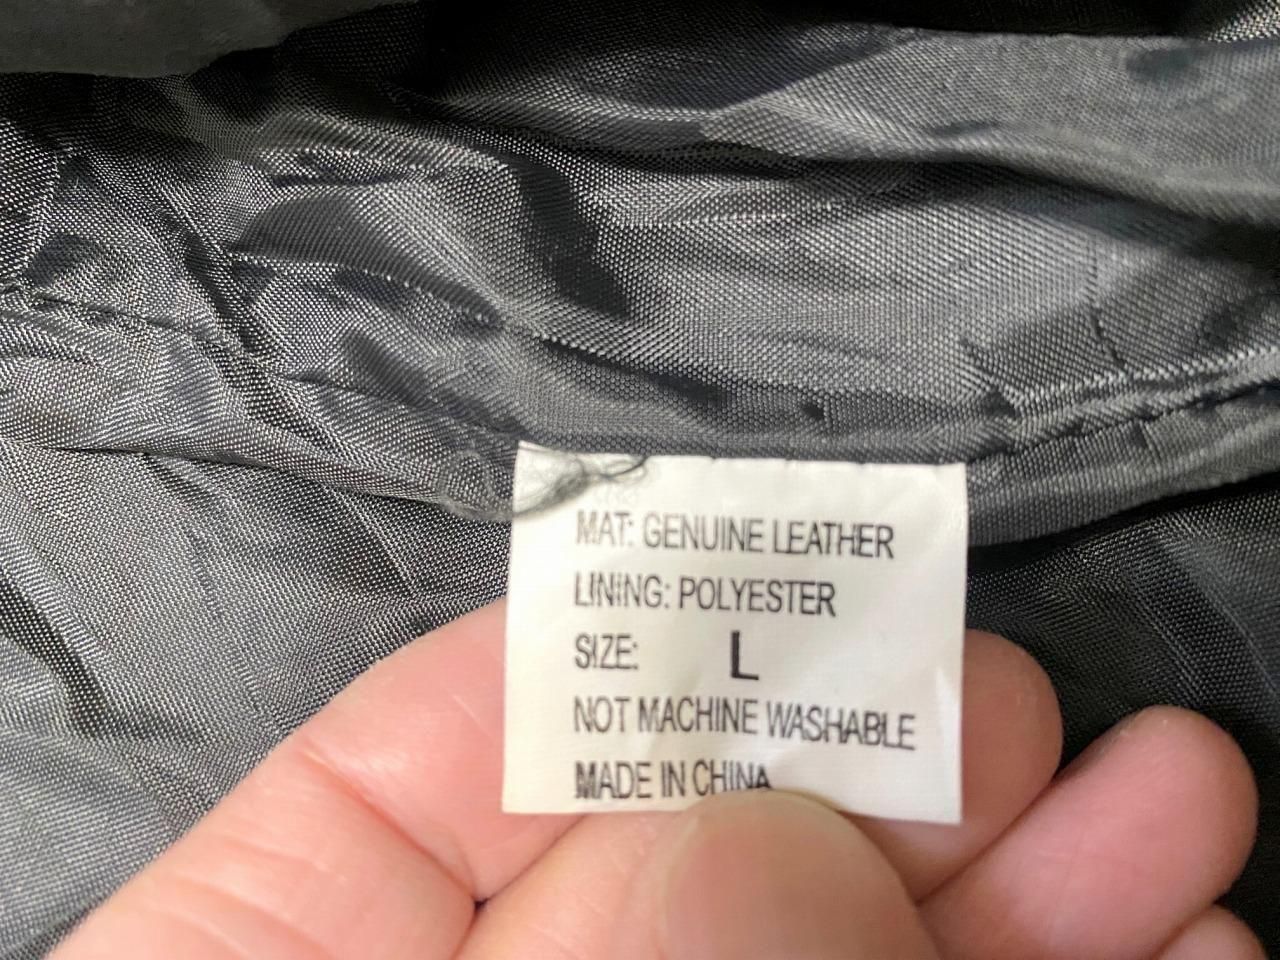 MAT: GENUINE LEATHER
LINING: POLYESTER
SIZE: L
NOT MACHINE WASHABLE
MADE IN CHINA